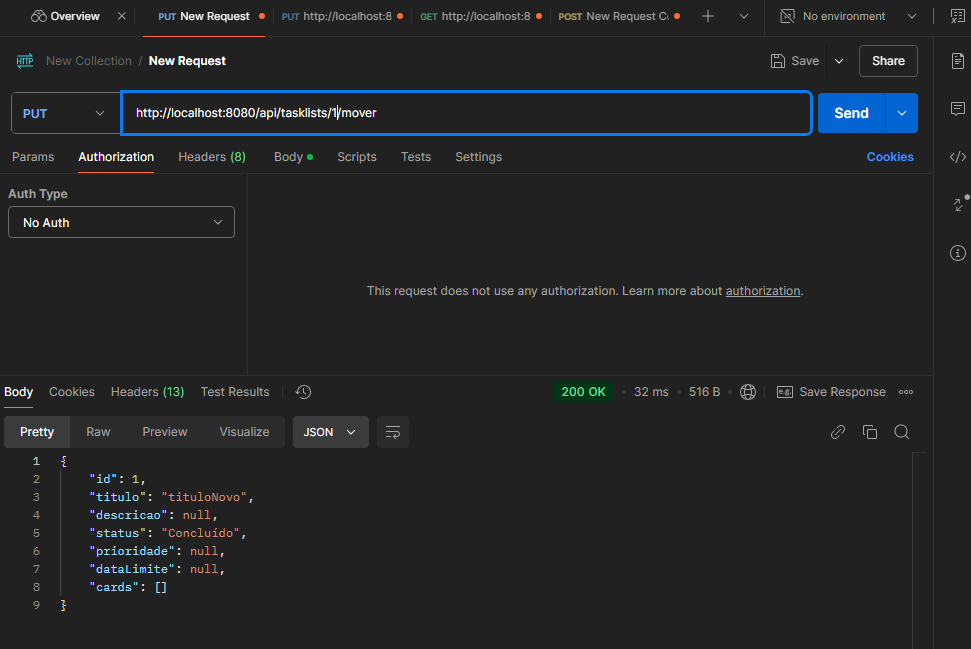 Overview PUT New Request PUT http://localhost:8 GET http://localhost:8 POST New Request Co No environment
HTTP New Collection / New Request Save Share
PUT http://localhost:8080/api/tasklists/1/mover Send
Params Authorization Headers (8) Body Scripts Tests Settings Cookies
Auth Type
No Auth
This request does not use any authorization. Learn more about authorization.
Body Cookies Headers (13) Test Results 200 OK 32 ms 516 B e.g. Save Response
Pretty Raw Preview Visualize JSON
1 {
2 "id": 1,
3 "titulo": "tituloNovo",
4 "descricao": null,
5 "status": "Concluído",
6 "prioridade": null,
7 "dataLimite": null,
8 "cards": []
9 }